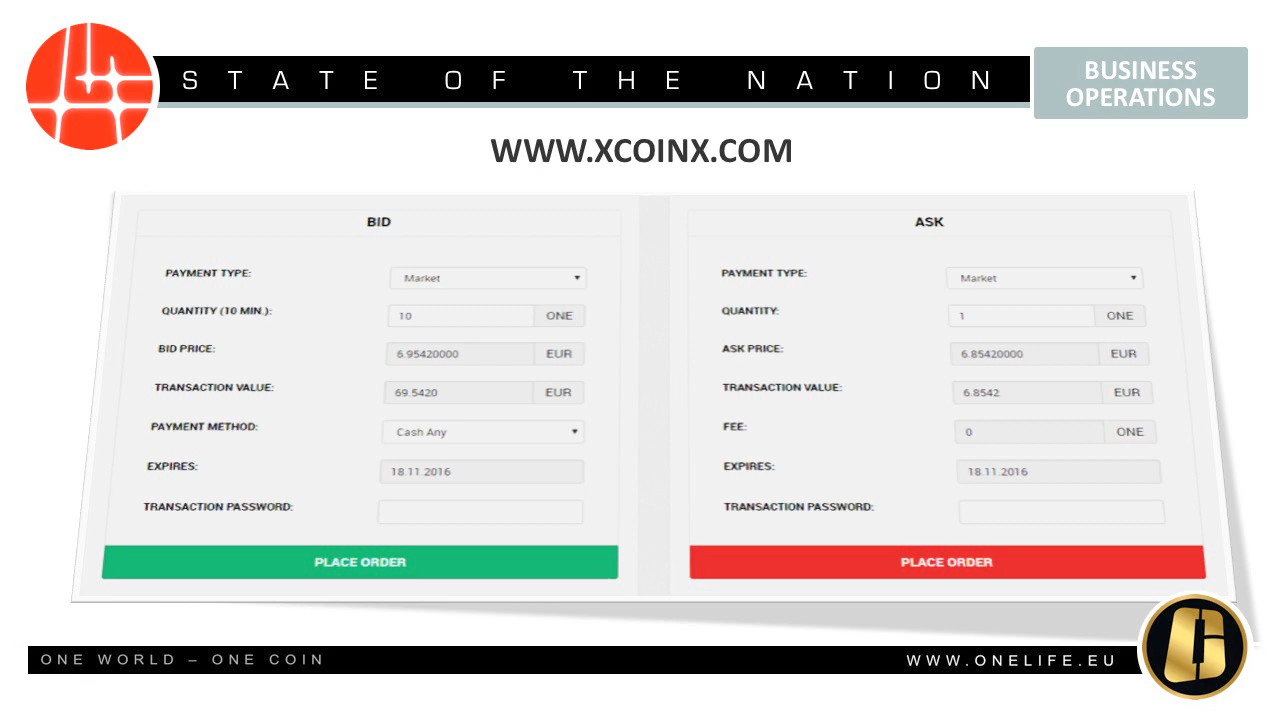 STATE OF THE NATION
BUSINESS
OPERATIONS
WWW.XCOINX.COM
BID
PAYMENT TYPE: Market
QUANTITY (10 MIN.): 10 ONE
BID PRICE: 6.95420000 EUR
TRANSACTION VALUE: 69.5420 EUR
PAYMENT METHOD: Cash Any
EXPIRES: 18.11.2016
TRANSACTION PASSWORD:
PLACE ORDER
ASK
PAYMENT TYPE: Market
QUANTITY: 1 ONE
ASK PRICE: 6.85420000 EUR
TRANSACTION VALUE: 6.8542 EUR
FEE: 0 ONE
EXPIRES: 18.11.2016
TRANSACTION PASSWORD:
PLACE ORDER
ONE WORLD – ONE COIN
WWW.ONELIFE.EU